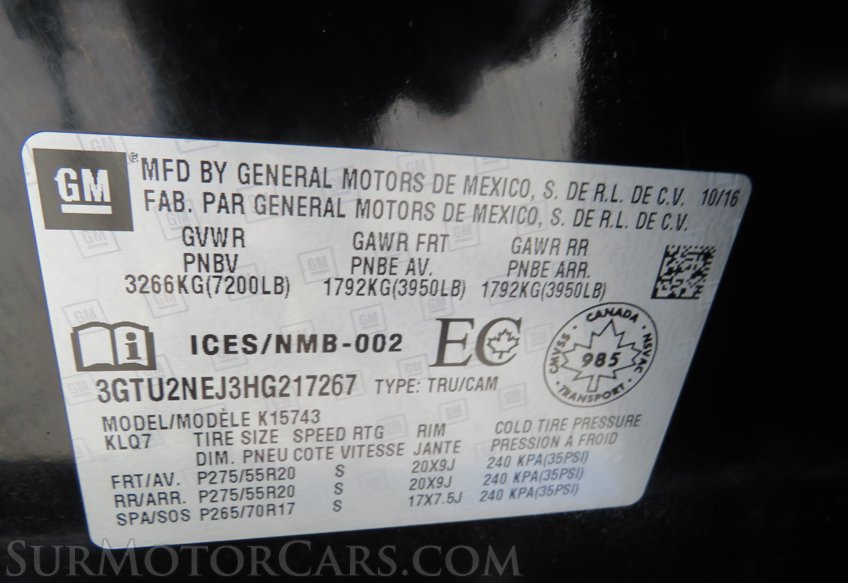 GM ® MFD BY GENERAL MOTORS DE MEXICO, S. DE R.L. DE C.V. 10/16
FAB. PAR GENERAL MOTORS DE MEXICO, S. DE R.L. DE C.V.
GVWR GAWR FRT GAWR RR
PNBV PNBE AV. PNBE ARR.
3266KG(7200LB) 1792KG(3950LB) 1792KG(3950LB)
i ICES/NMB-002 EC CANADA CMVSS 985 NSVAC TRANSPORT
3GTU2NEJ3HG217267 TYPE: TRU/CAM
MODEL/MODÈLE K15743
KLQ7 TIRE SIZE SPEED RTG RIM COLD TIRE PRESSURE
DIM. PNEU COTE VITESSE JANTE PRESSION À FROID
FRT/AV. P275/55R20 S 20X9J 240 KPA(35PSI)
RR/ARR. P275/55R20 S 20X9J 240 KPA(35PSI)
SPA/SOS P265/70R17 S 17X7.5J 240 KPA(35PSI)
SURMOTORCARS.COM